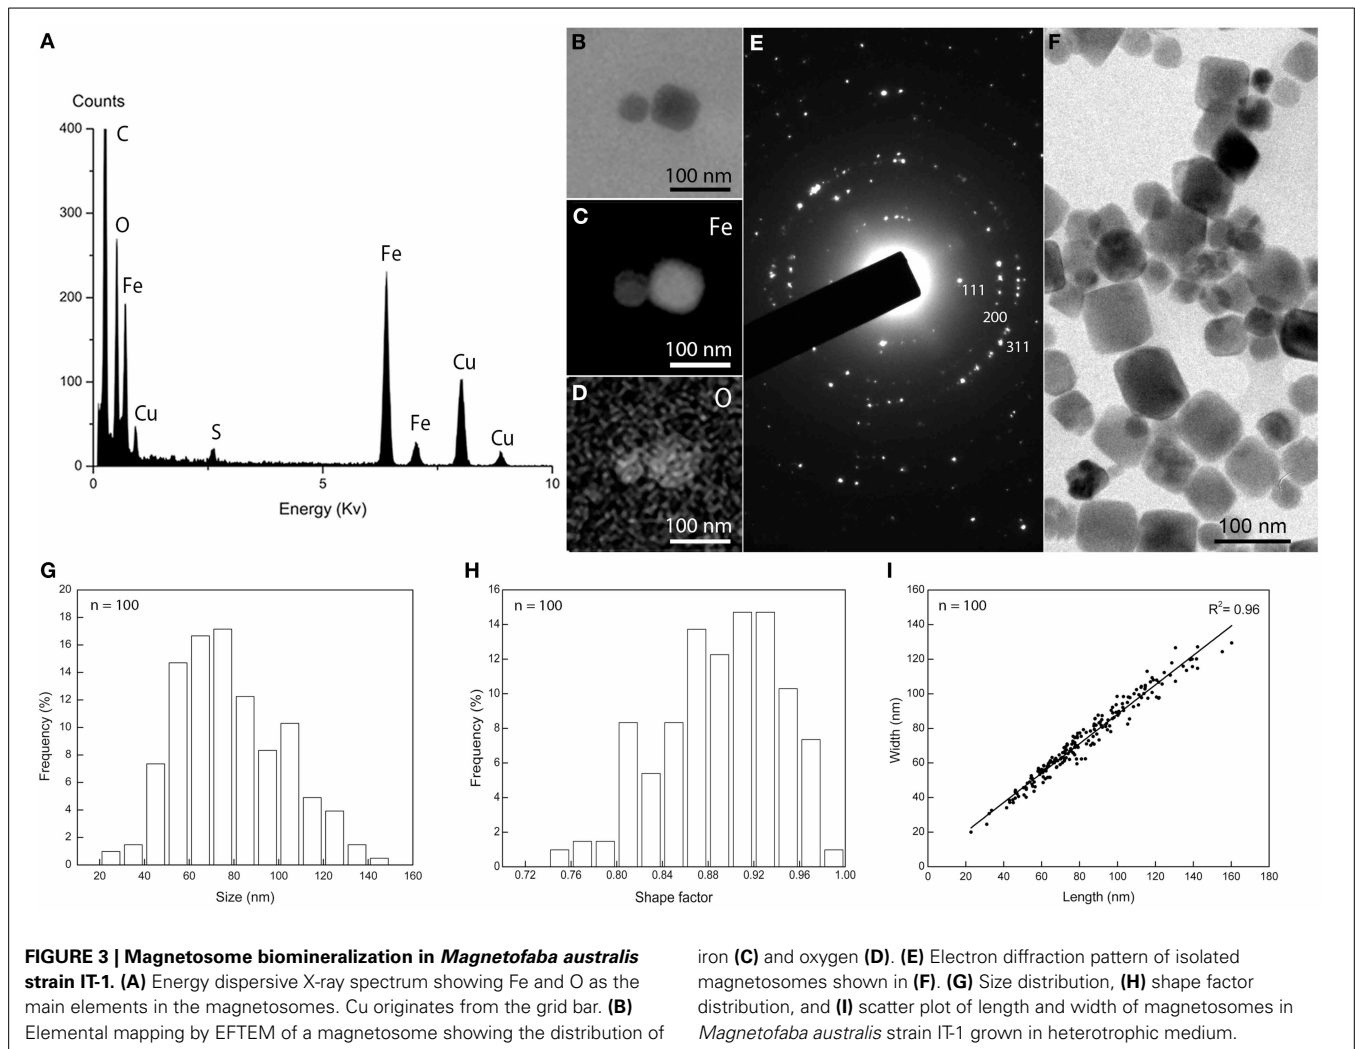 A
Counts
400
C
300
O
Fe
Fe
200
Cu
100
Cu
S
Fe
Cu
0
0
5
10
Energy (Kv)
B
100 nm
C
Fe
100 nm
D
O
100 nm
E
111
200
311
F
100 nm
G
n = 100
20
18
16
14
12
10
8
6
4
2
0
Frequency (%)
20
40
60
80
100
120
140
160
Size (nm)
H
n = 100
16
14
12
10
8
6
4
2
0
Frequency (%)
0.72
0.76
0.80
0.84
0.88
0.92
0.96
1.00
Shape factor
I
n = 100
R²= 0.96
160
140
120
100
80
60
40
20
0
Width (nm)
0
20
40
60
80
100
120
140
160
180
Length (nm)
FIGURE 3 | Magnetosome biomineralization in Magnetofaba australis
strain IT-1. (A) Energy dispersive X-ray spectrum showing Fe and O as the
main elements in the magnetosomes. Cu originates from the grid bar. (B)
Elemental mapping by EFTEM of a magnetosome showing the distribution of
iron (C) and oxygen (D). (E) Electron diffraction pattern of isolated
magnetosomes shown in (F). (G) Size distribution, (H) shape factor
distribution, and (I) scatter plot of length and width of magnetosomes in
Magnetofaba australis strain IT-1 grown in heterotrophic medium.